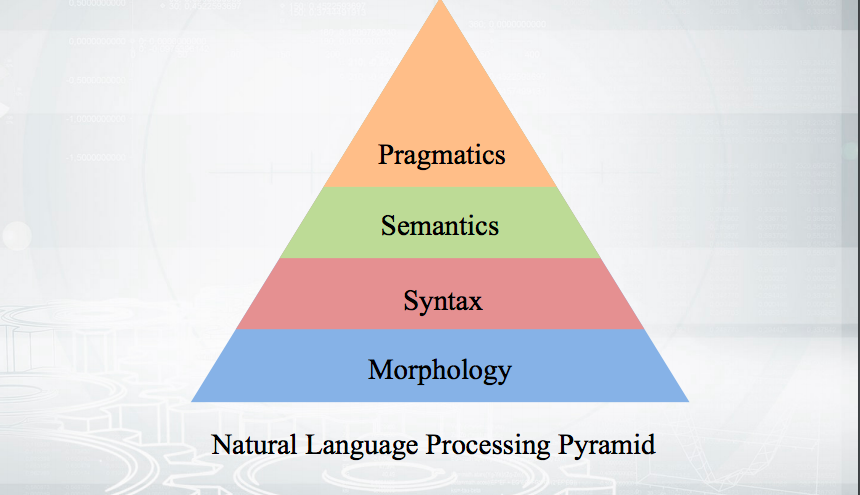 Pragmatics
Semantics
Syntax
Morphology
Natural Language Processing Pyramid